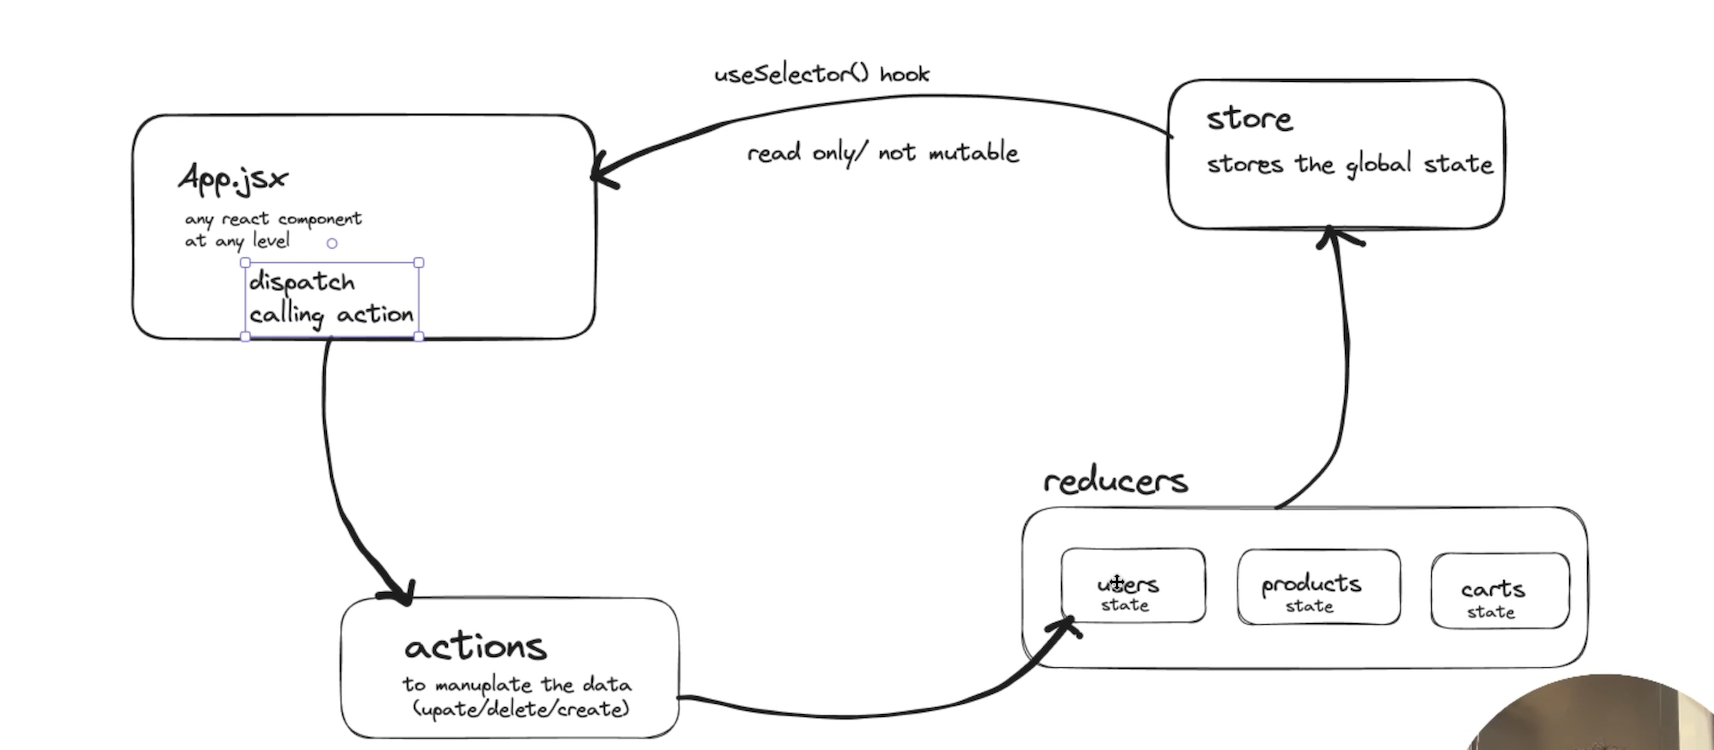 useSelector() hook
read only/ not mutable
store
stores the global state
App.jsx
any react component
at any level
dispatch
calling action
reducers
users
state
products
state
carts
state
actions
to manuplate the data
(upate/delete/create)